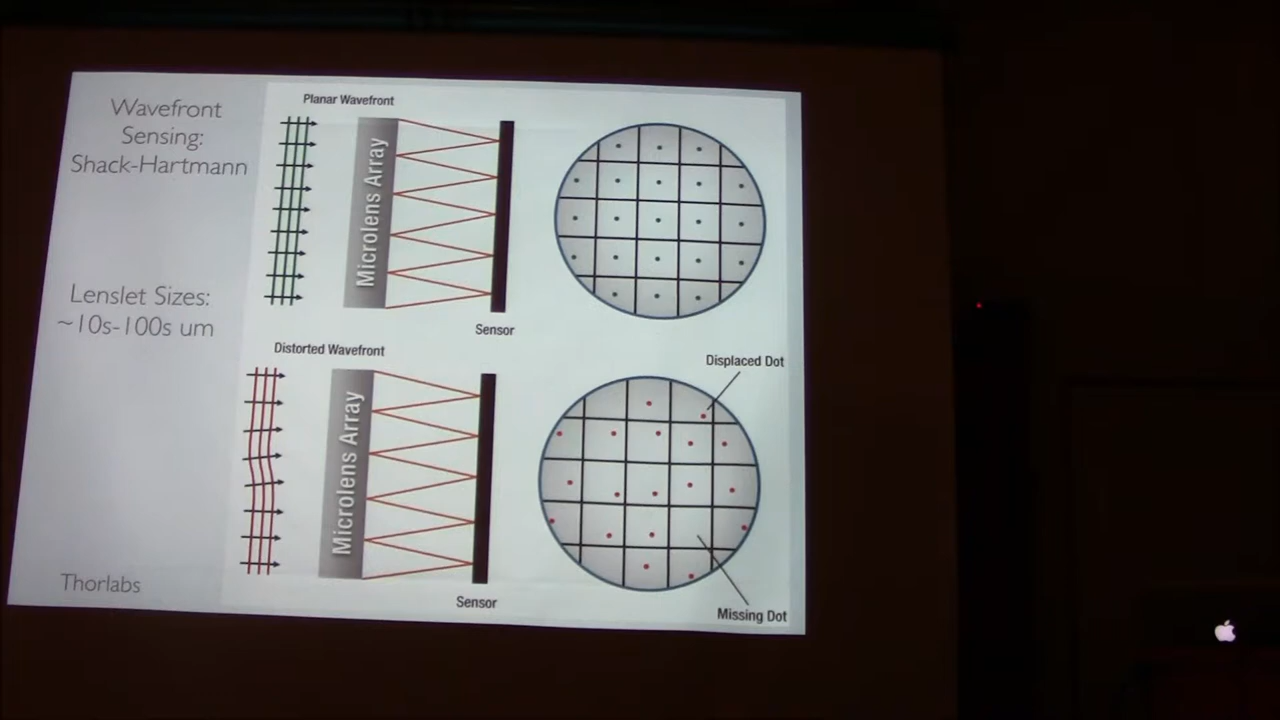 Wavefront
Sensing:
Shack-Hartmann
Lenslet Sizes:
~10s-100s um
Thorlabs
Planar Wavefront
Microlens Array
Sensor
Distorted Wavefront
Microlens Array
Sensor
Displaced Dot
Missing Dot